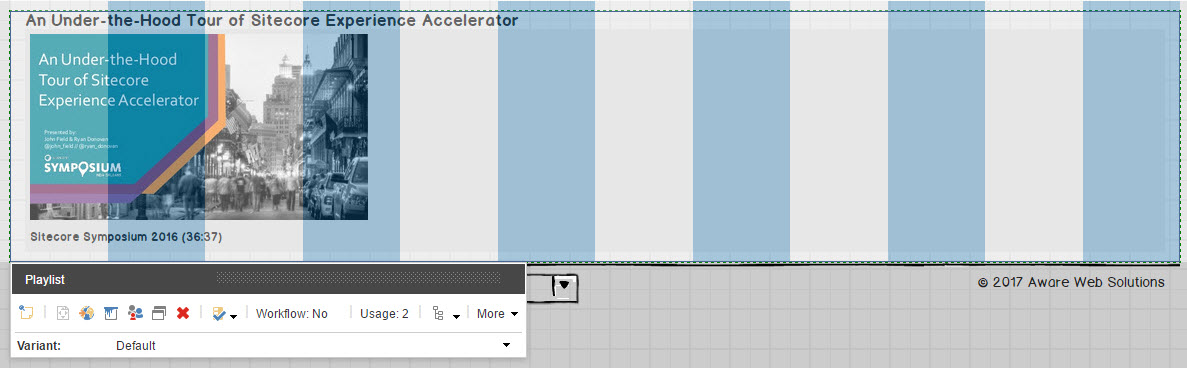 An Under-the-Hood Tour of Sitecore Experience Accelerator
An Under-the-Hood
Tour of Sitecore
Experience Accelerator
Presented by:
John Field & Ryan Donovan
@john_field // @ryan_donovan
SYMPOSIUM
NEW ORLEANS
Sitecore Symposium 2016 (36:37)
Playlist
© 2017 Aware Web Solutions
Workflow: No
Usage: 2
More
Variant:
Default